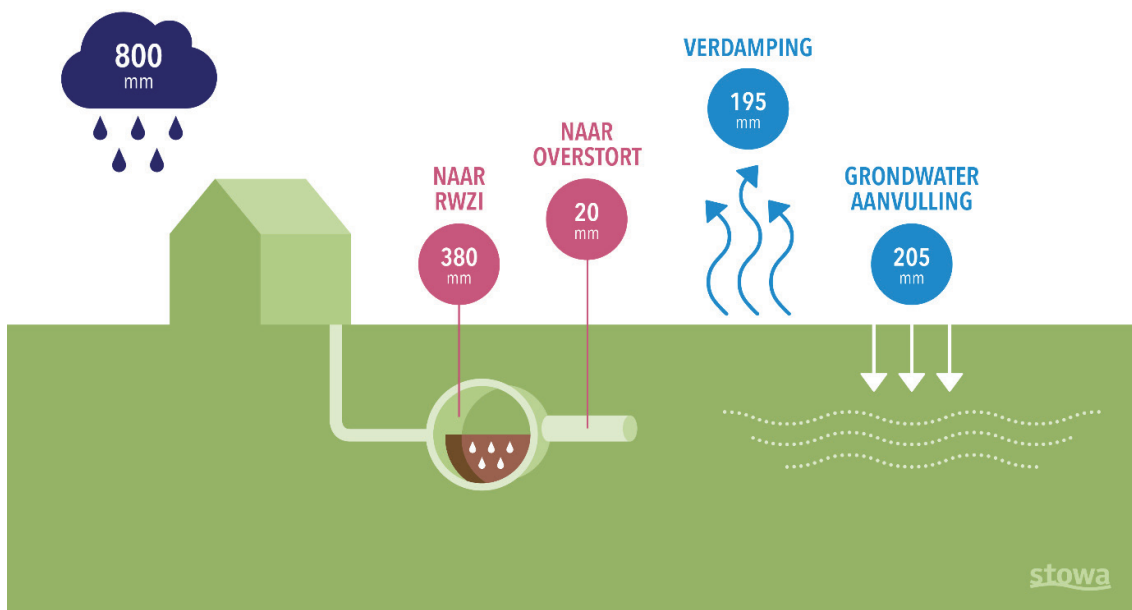 800
mm
VERDAMPING
195
mm
NAAR
OVERSTORT
20
mm
NAAR
RWZI
380
mm
GRONDWATER
AANVULLING
205
mm
stowa